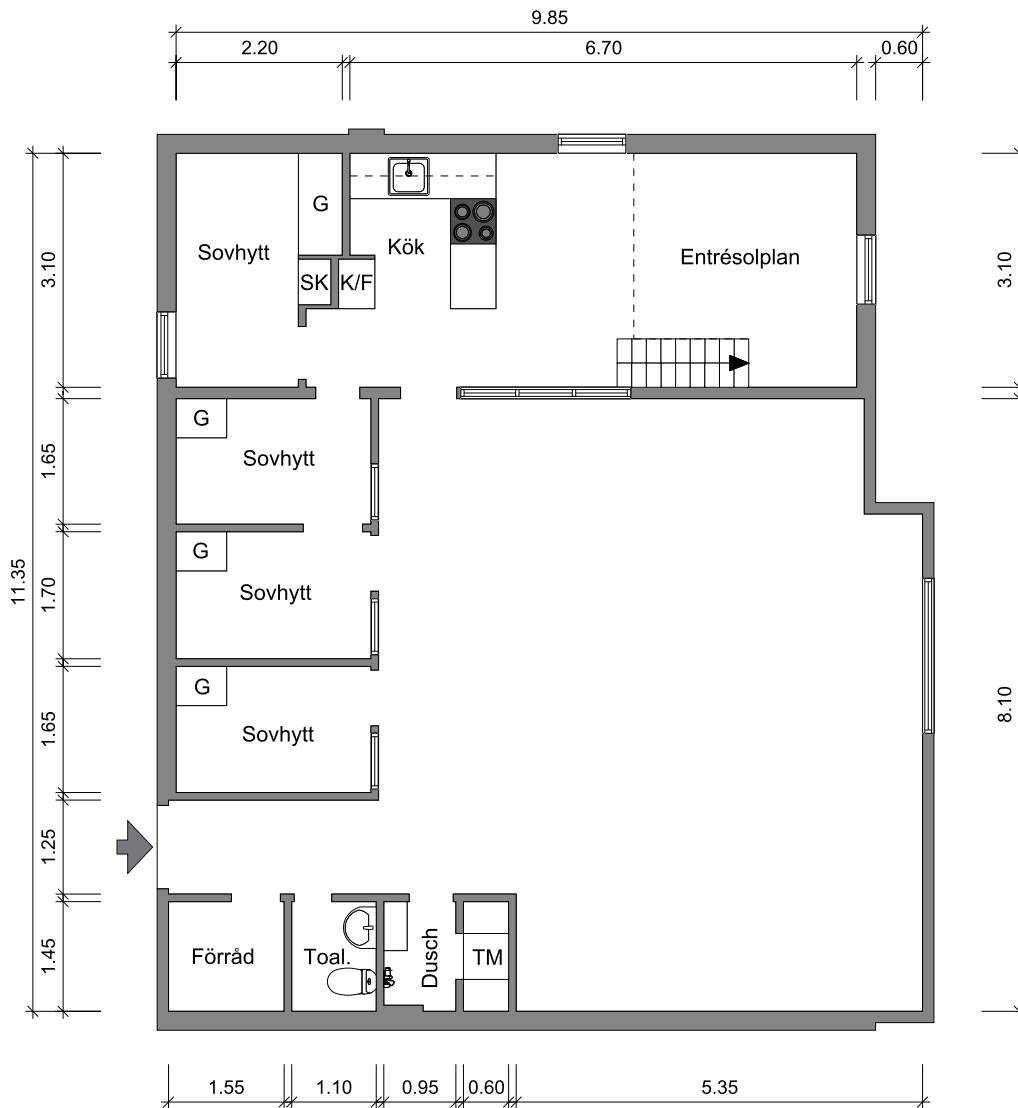 9.85
2.20 6.70 0.60
G
Sovhytt Kök Entrésolplan
SK K/F
3.10 3.10
G
Sovhytt
1.65
G
Sovhytt
11.35 1.70
G
Sovhytt
1.65 8.10
1.25
Förråd Toal. Dusch TM
1.45
1.55 1.10 0.95 0.60 5.35